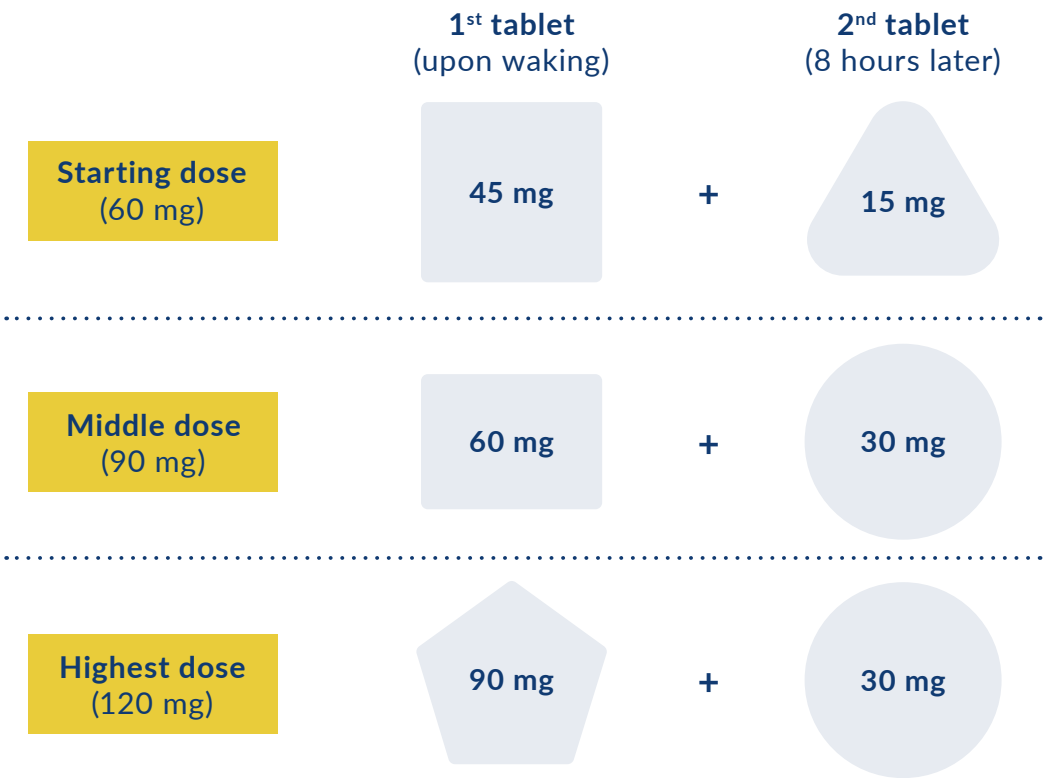 1st tablet
(upon waking)
2nd tablet
(8 hours later)
Starting dose
(60 mg)
45 mg
+
15 mg
Middle dose
(90 mg)
60 mg
+
30 mg
Highest dose
(120 mg)
90 mg
+
30 mg